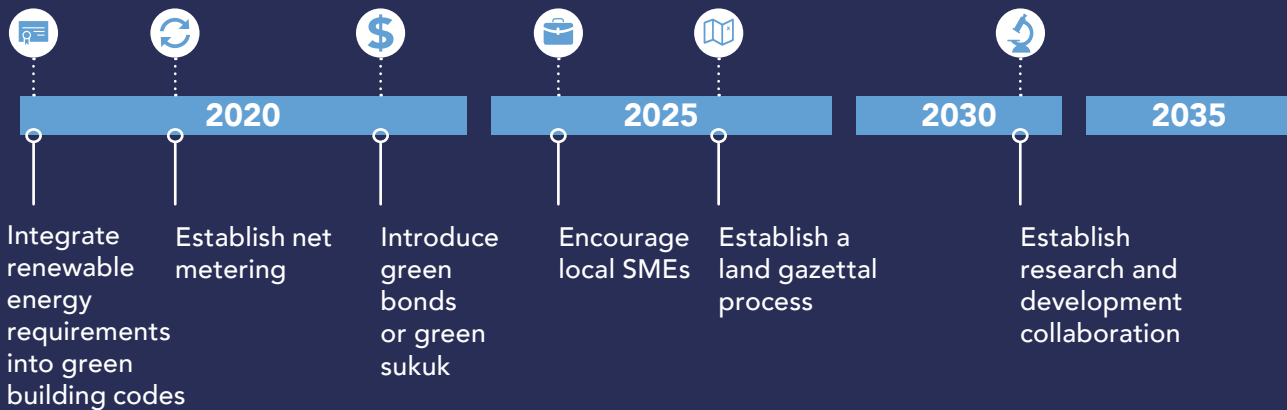 2020
2025
2030
2035
Integrate
renewable
energy
requirements
into green
building codes
Establish net
metering
Introduce
green
bonds
or green
sukuk
Encourage
local SMEs
Establish a
land gazettal
process
Establish
research and
development
collaboration